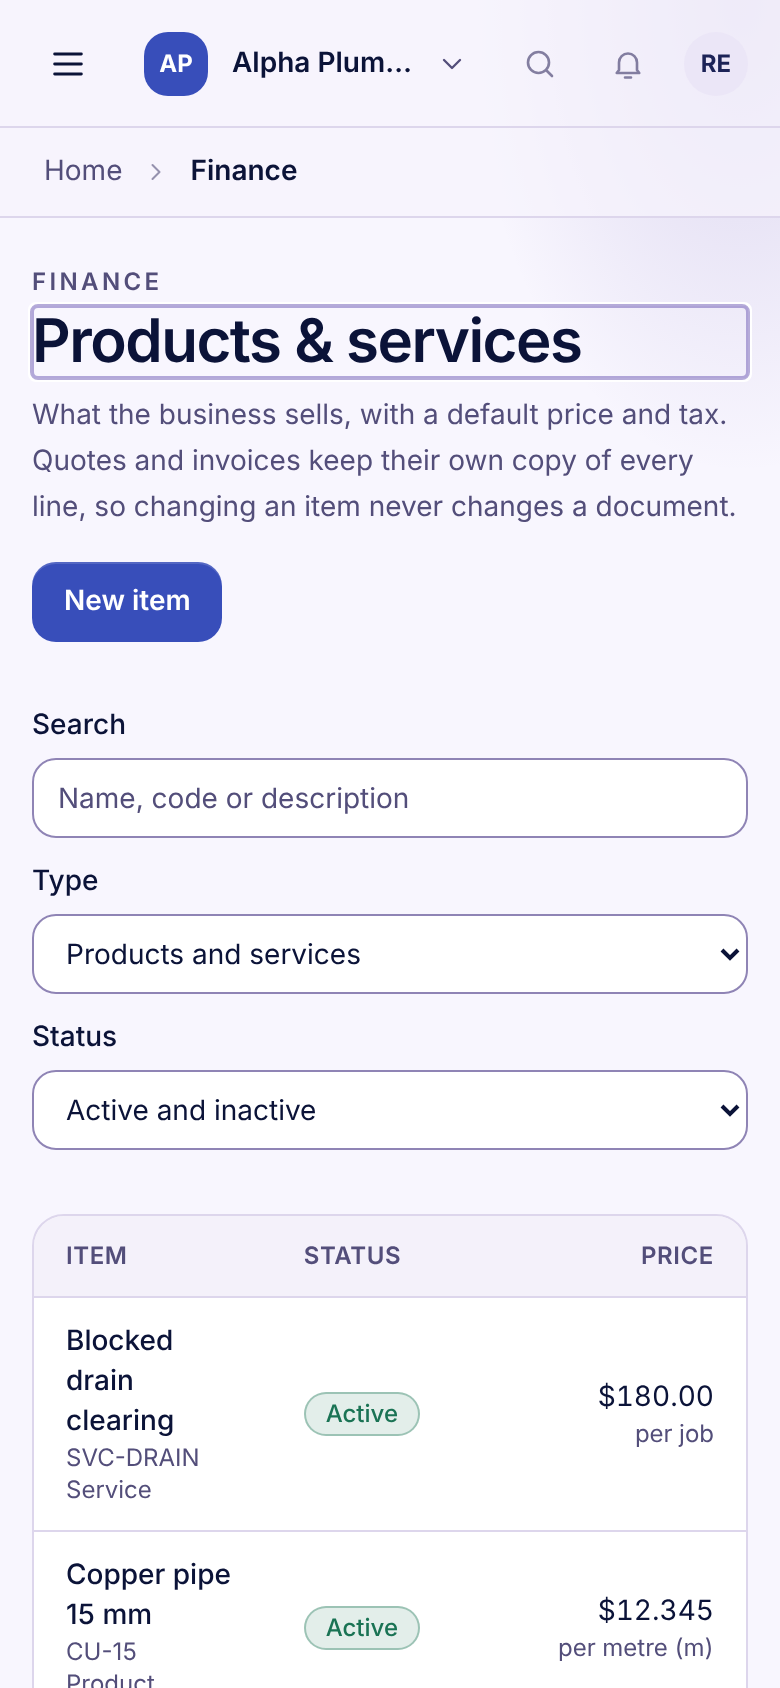 AP Alpha Plum... RE
Home > Finance
FINANCE
Products & services
What the business sells, with a default price and tax.
Quotes and invoices keep their own copy of every
line, so changing an item never changes a document.
New item
Search
Name, code or description
Type
Products and services
Status
Active and inactive
ITEM STATUS PRICE
Blocked
drain
clearing
SVC-DRAIN
Service
Active
$180.00
per job
Copper pipe
15 mm
CU-15
Product
Active
$12.345
per metre (m)